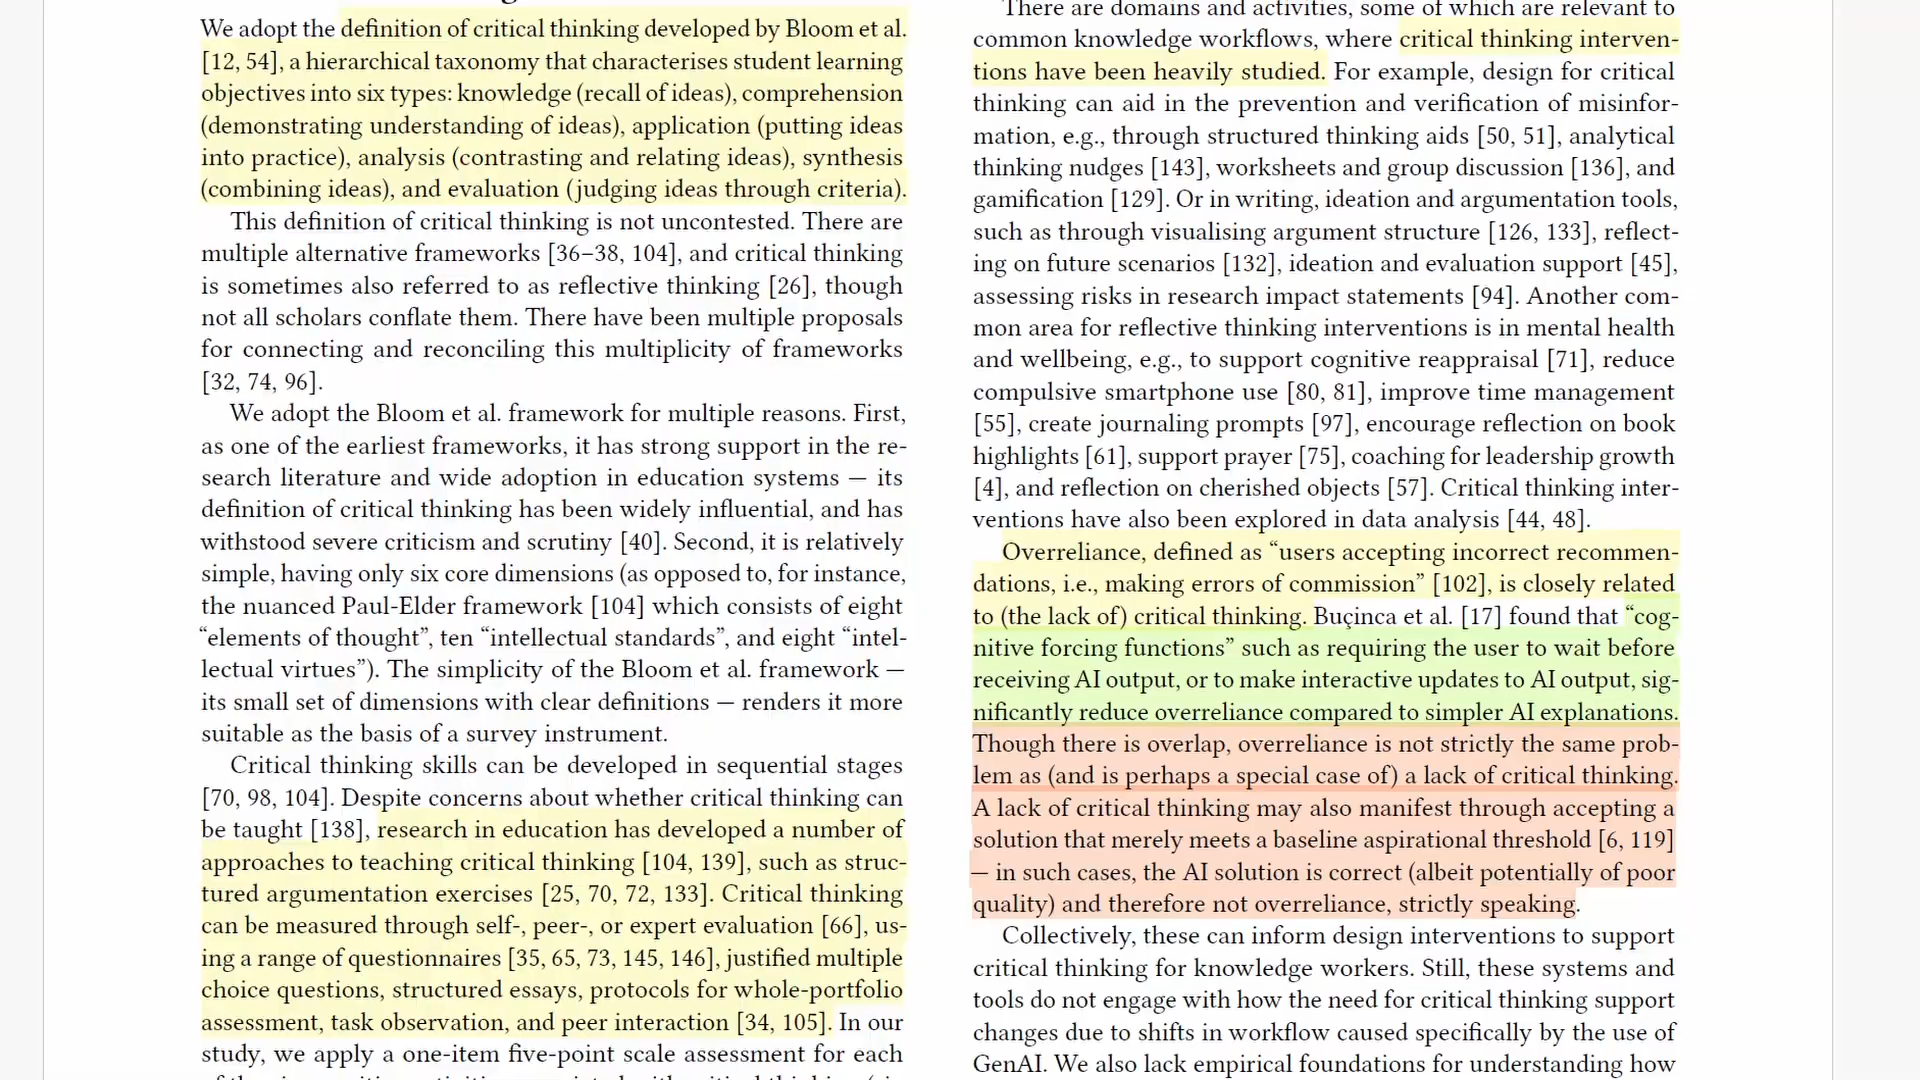 We adopt the definition of critical thinking developed by Bloom et al.
[12, 54], a hierarchical taxonomy that characterises student learning
objectives into six types: knowledge (recall of ideas), comprehension
(demonstrating understanding of ideas), application (putting ideas
into practice), analysis (contrasting and relating ideas), synthesis
(combining ideas), and evaluation (judging ideas through criteria).
This definition of critical thinking is not uncontested. There are
multiple alternative frameworks [36–38, 104], and critical thinking
is sometimes also referred to as reflective thinking [26], though
not all scholars conflate them. There have been multiple proposals
for connecting and reconciling this multiplicity of frameworks
[32, 74, 96].
We adopt the Bloom et al. framework for multiple reasons. First,
as one of the earliest frameworks, it has strong support in the re-
search literature and wide adoption in education systems — its
definition of critical thinking has been widely influential, and has
withstood severe criticism and scrutiny [40]. Second, it is relatively
simple, having only six core dimensions (as opposed to, for instance,
the nuanced Paul-Elder framework [104] which consists of eight
“elements of thought”, ten “intellectual standards”, and eight “intel-
lectual virtues”). The simplicity of the Bloom et al. framework —
its small set of dimensions with clear definitions — renders it more
suitable as the basis of a survey instrument.
Critical thinking skills can be developed in sequential stages
[70, 98, 104]. Despite concerns about whether critical thinking can
be taught [138], research in education has developed a number of
approaches to teaching critical thinking [104, 139], such as struc-
tured argumentation exercises [25, 70, 72, 133]. Critical thinking
can be measured through self-, peer-, or expert evaluation [66], us-
ing a range of questionnaires [35, 65, 73, 145, 146], justified multiple
choice questions, structured essays, protocols for whole-portfolio
assessment, task observation, and peer interaction [34, 105]. In our
study, we apply a one-item five-point scale assessment for each
There are domains and activities, some of which are relevant to
common knowledge workflows, where critical thinking interven-
tions have been heavily studied. For example, design for critical
thinking can aid in the prevention and verification of misinfor-
mation, e.g., through structured thinking aids [50, 51], analytical
thinking nudges [143], worksheets and group discussion [136], and
gamification [129]. Or in writing, ideation and argumentation tools,
such as through visualising argument structure [126, 133], reflect-
ing on future scenarios [132], ideation and evaluation support [45],
assessing risks in research impact statements [94]. Another com-
mon area for reflective thinking interventions is in mental health
and wellbeing, e.g., to support cognitive reappraisal [71], reduce
compulsive smartphone use [80, 81], improve time management
[55], create journaling prompts [97], encourage reflection on book
highlights [61], support prayer [75], coaching for leadership growth
[4], and reflection on cherished objects [57]. Critical thinking inter-
ventions have also been explored in data analysis [44, 48].
Overreliance, defined as “users accepting incorrect recommen-
dations, i.e., making errors of commission” [102], is closely related
to (the lack of) critical thinking. Buçinca et al. [17] found that “cog-
nitive forcing functions” such as requiring the user to wait before
receiving AI output, or to make interactive updates to AI output, sig-
nificantly reduce overreliance compared to simpler AI explanations.
Though there is overlap, overreliance is not strictly the same prob-
lem as (and is perhaps a special case of) a lack of critical thinking.
A lack of critical thinking may also manifest through accepting a
solution that merely meets a baseline aspirational threshold [6, 119]
— in such cases, the AI solution is correct (albeit potentially of poor
quality) and therefore not overreliance, strictly speaking.
Collectively, these can inform design interventions to support
critical thinking for knowledge workers. Still, these systems and
tools do not engage with how the need for critical thinking support
changes due to shifts in workflow caused specifically by the use of
GenAI. We also lack empirical foundations for understanding how